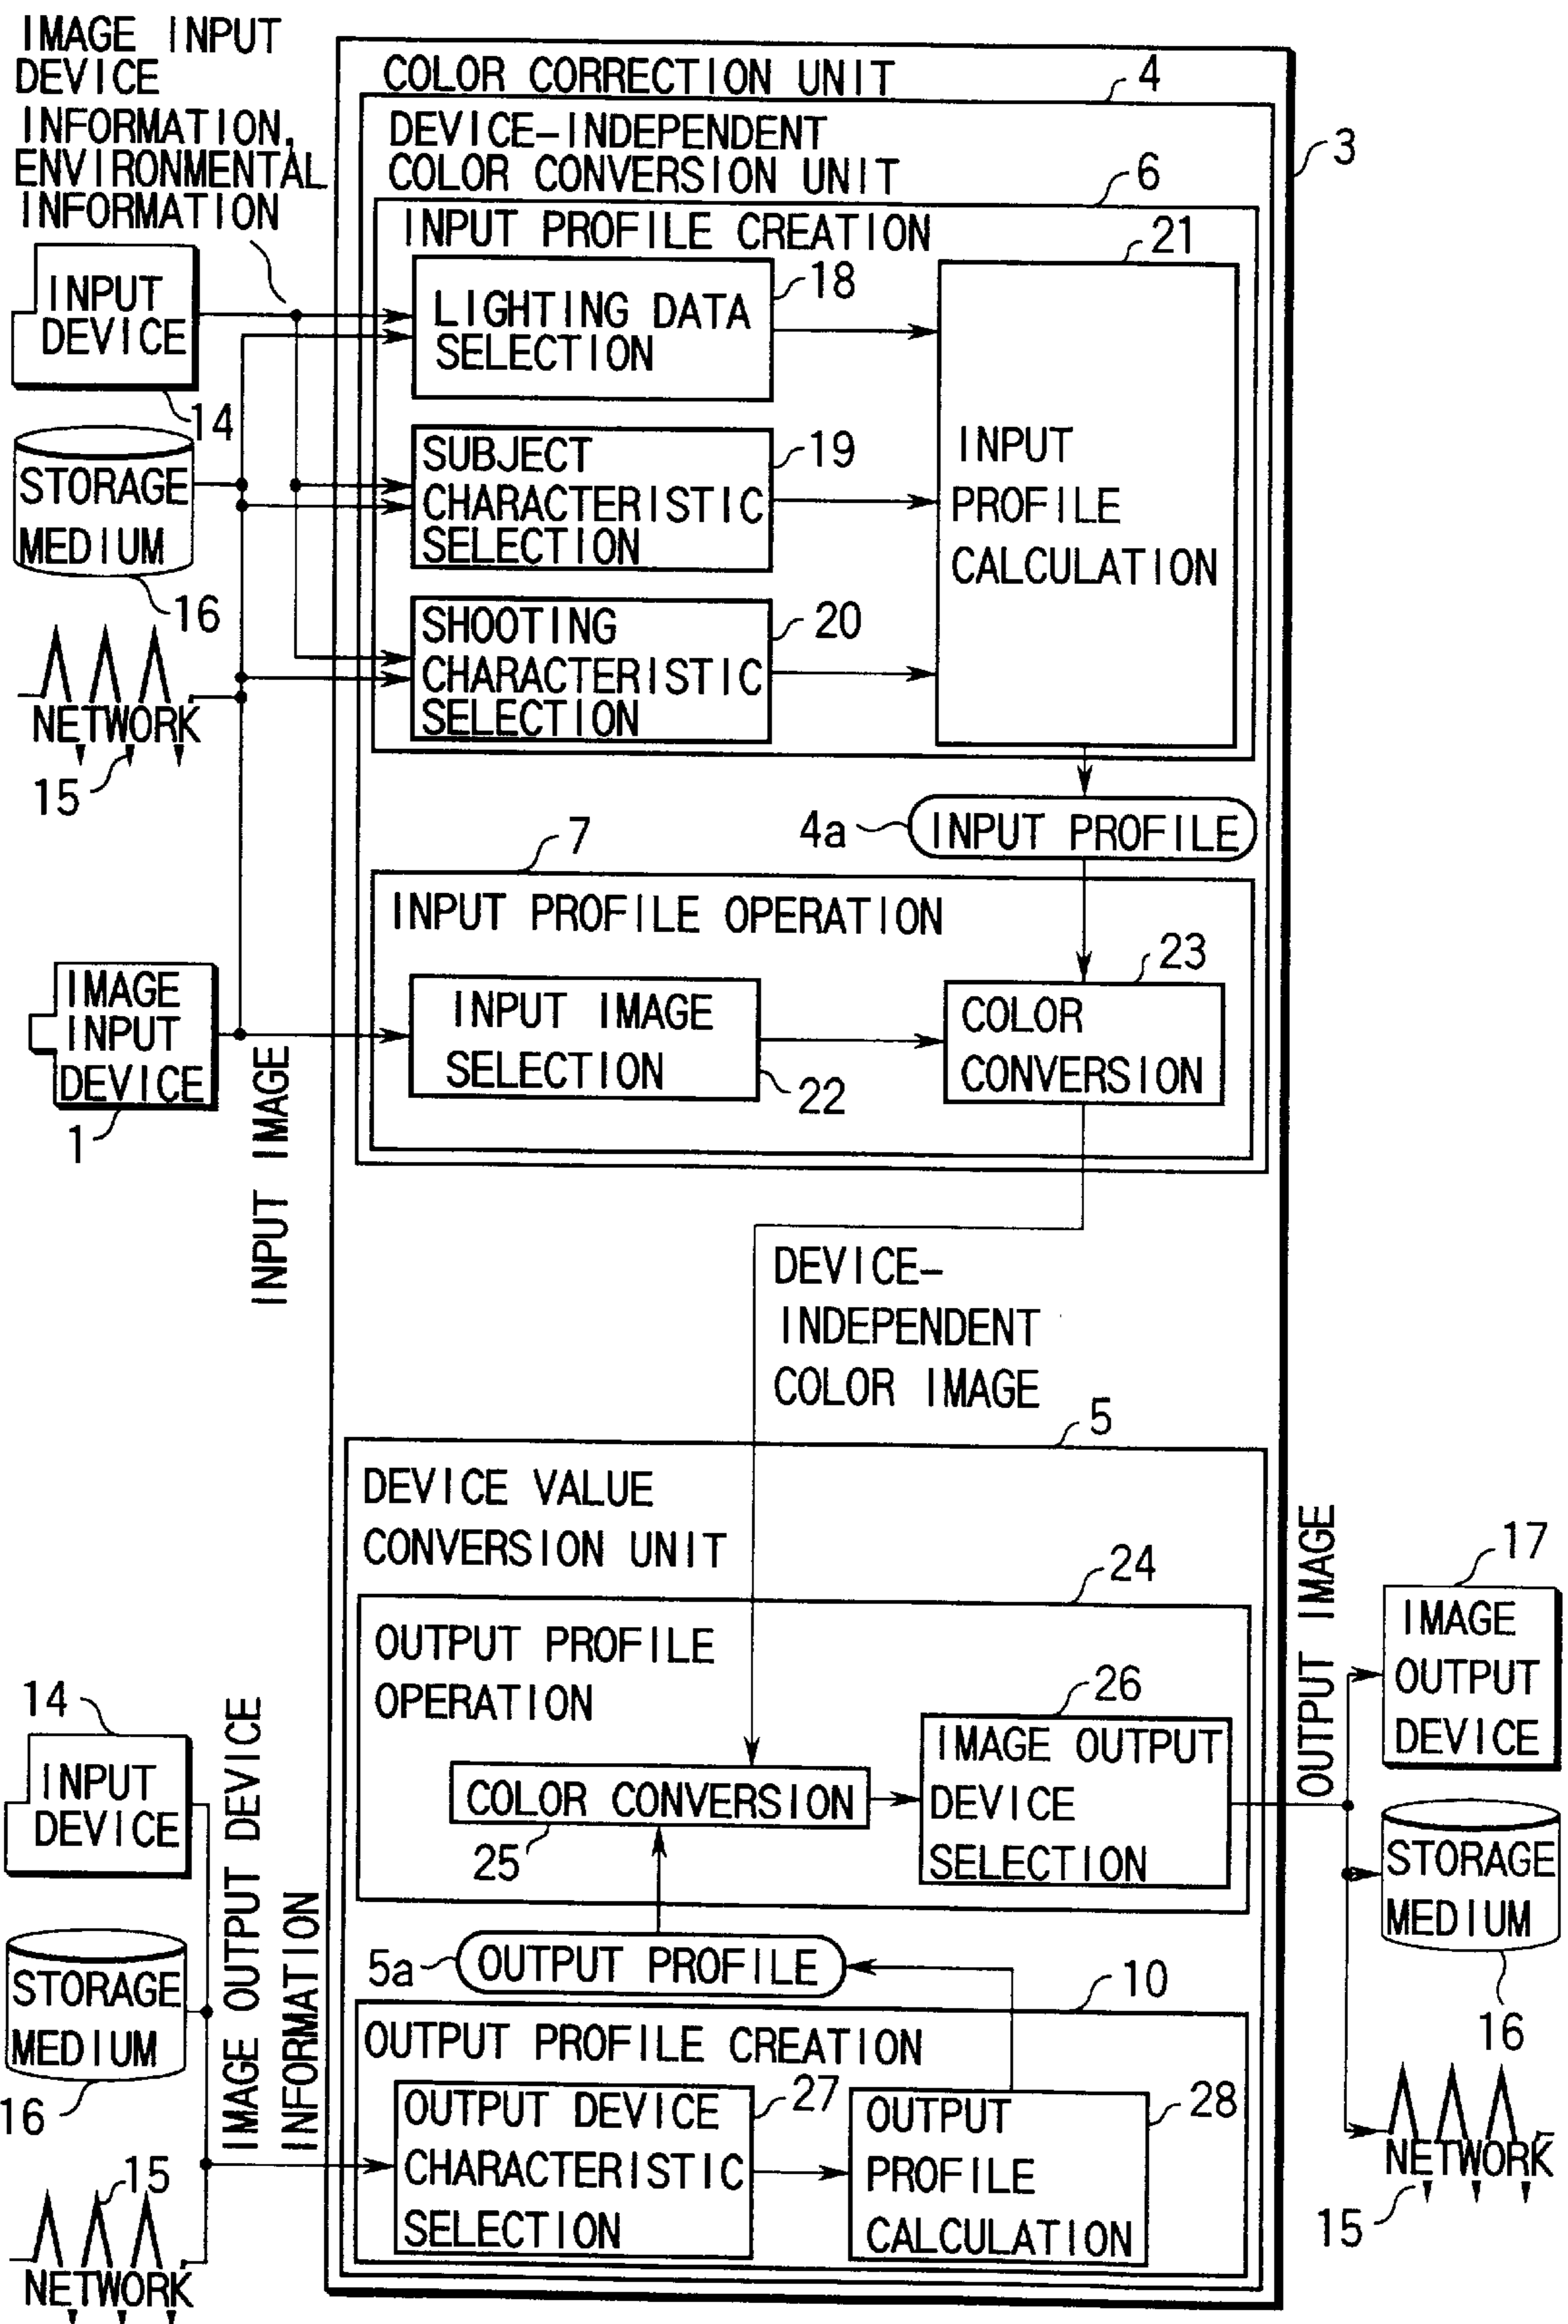 IMAGE INPUT
DEVICE
INFORMATION,
ENVIRONMENTAL
INFORMATION
COLOR CORRECTION UNIT
4
3
DEVICE-INDEPENDENT
COLOR CONVERSION UNIT
6
INPUT PROFILE CREATION
21
INPUT
DEVICE
14
LIGHTING DATA
SELECTION
18
STORAGE
MEDIUM
16
SUBJECT
CHARACTERISTIC
SELECTION
19
INPUT
PROFILE
CALCULATION
SHOOTING
CHARACTERISTIC
SELECTION
20
NETWORK
15
4a
INPUT PROFILE
7
INPUT PROFILE OPERATION
IMAGE
INPUT
DEVICE
1
INPUT IMAGE
INPUT IMAGE
SELECTION
22
23
COLOR
CONVERSION
DEVICE-
INDEPENDENT
COLOR IMAGE
5
DEVICE VALUE
CONVERSION UNIT
24
OUTPUT PROFILE
OPERATION
26
IMAGE OUTPUT
DEVICE
SELECTION
COLOR CONVERSION
25
OUTPUT IMAGE
17
IMAGE
OUTPUT
DEVICE
STORAGE
MEDIUM
16
NETWORK
15
14
INPUT
DEVICE
STORAGE
MEDIUM
16
15
NETWORK
IMAGE OUTPUT DEVICE
INFORMATION
5a
OUTPUT PROFILE
10
OUTPUT PROFILE CREATION
OUTPUT DEVICE
CHARACTERISTIC
SELECTION
27
OUTPUT
PROFILE
CALCULATION
28